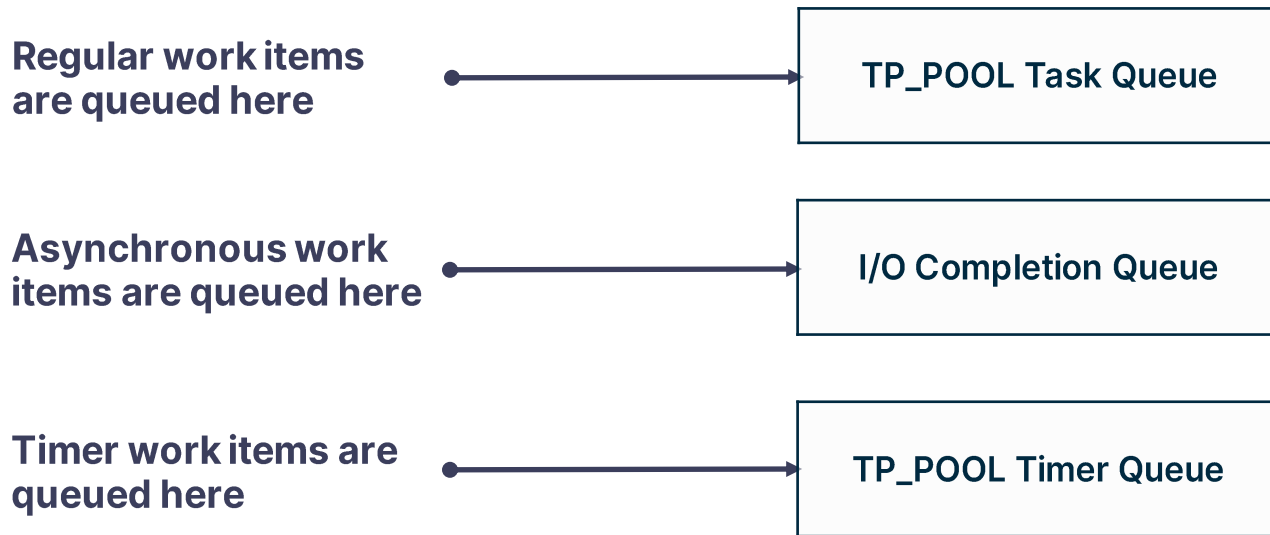 Regular work items
are queued here
TP_POOL Task Queue
Asynchronous work
items are queued here
I/O Completion Queue
Timer work items are
queued here
TP_POOL Timer Queue